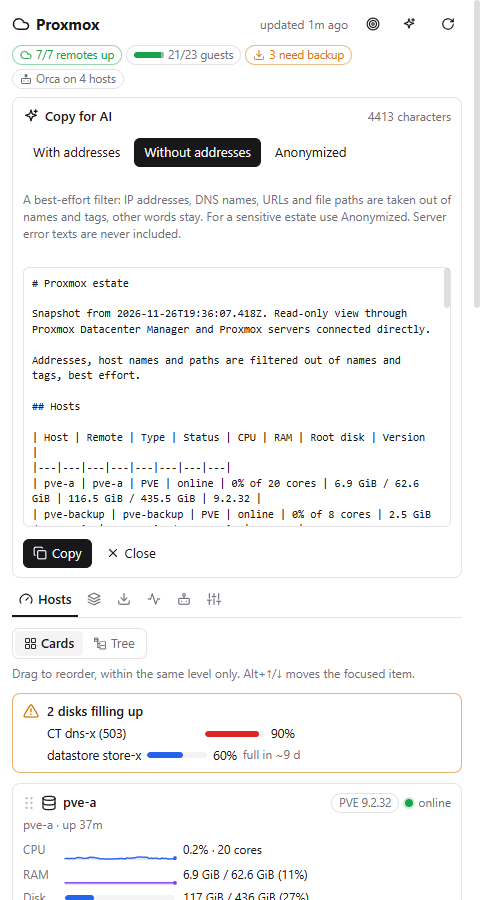 Proxmox
updated 1m ago
7/7 remotes up
21/23 guests
3 need backup
Orca on 4 hosts
Copy for AI
4413 characters
With addresses
Without addresses
Anonymized
A best-effort filter: IP addresses, DNS names, URLs and file paths are taken out of
names and tags, other words stay. For a sensitive estate use Anonymized. Server
error texts are never included.
# Proxmox estate
Snapshot from 2026-11-26T19:36:07.418Z. Read-only view through
Proxmox Datacenter Manager and Proxmox servers connected directly.
Addresses, host names and paths are filtered out of names and
tags, best effort.
## Hosts
| Host | Remote | Type | Status | CPU | RAM | Root disk | Version
|
|---|---|---|---|---|---|---|---|
| pve-a | pve-a | PVE | online | 0% of 20 cores | 6.9 GiB / 62.6
GiB | 116.5 GiB / 435.5 GiB | 9.2.32 |
| pve-backup | pve-backup | PVE | online | 0% of 8 cores | 2.5 GiB
Copy
Close
Hosts
Cards
Tree
Drag to reorder, within the same level only. Alt+↑/↓ moves the focused item.
2 disks filling up
CT dns-x (503)
90%
datastore store-x
60%
full in ~9 d
pve-a
PVE 9.2.32
online
pve-a · up 37m
CPU
0.2% · 20 cores
RAM
6.9 GiB / 62.6 GiB (11%)
Disk
117 GiB / 436 GiB (27%)